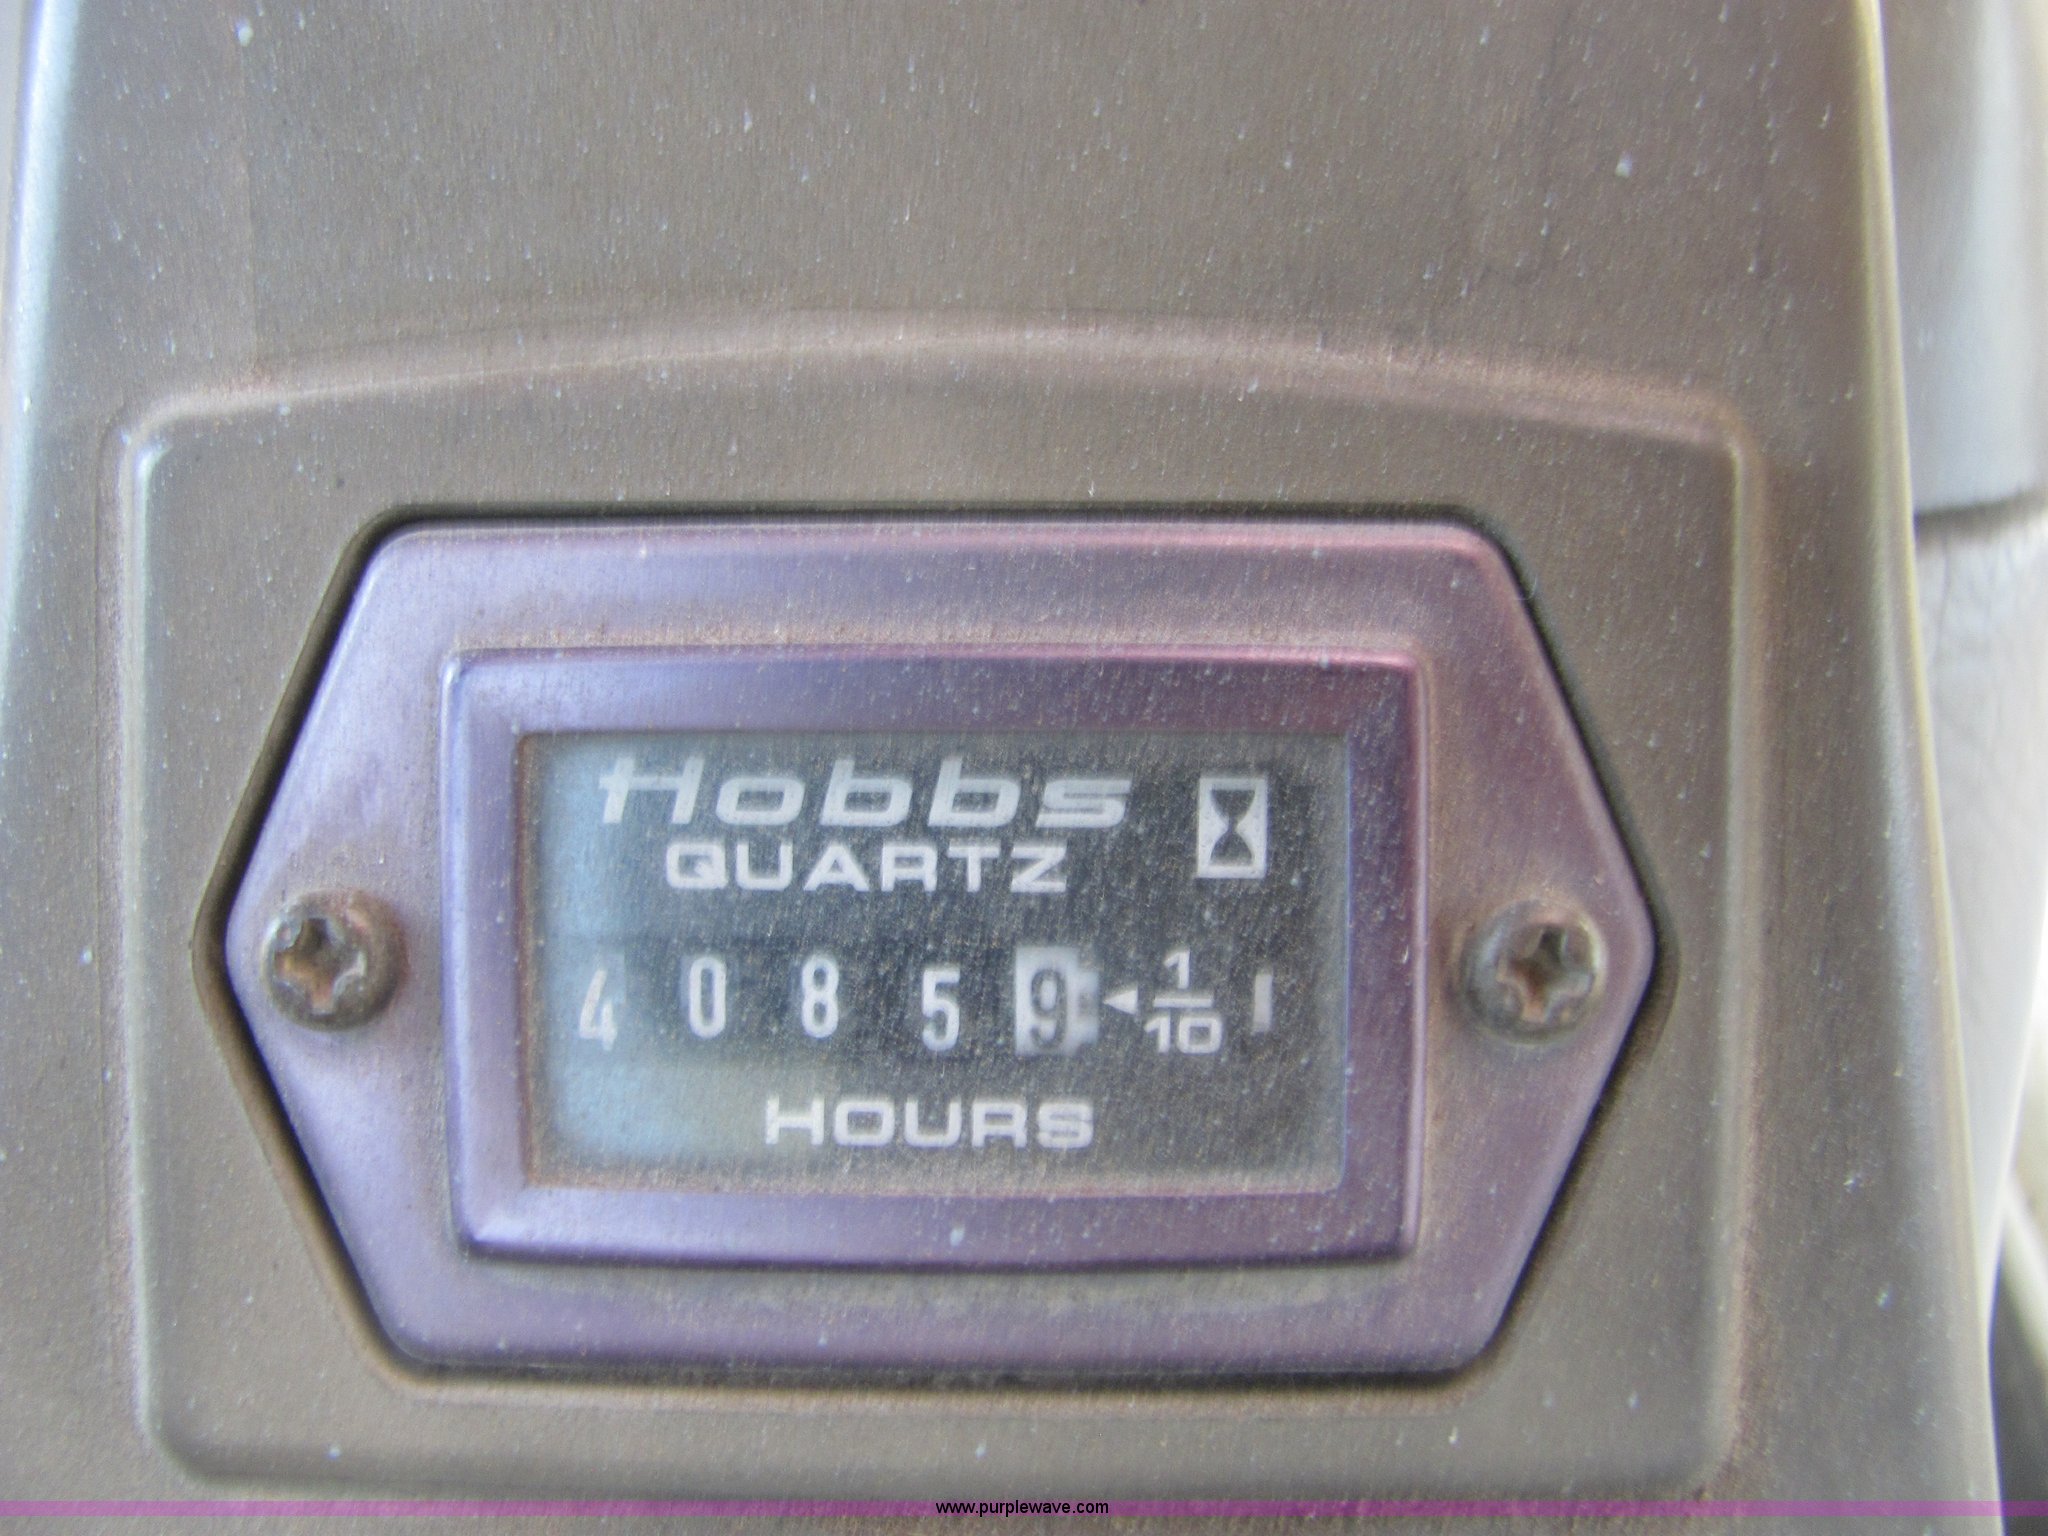 Hobbs
QUARTZ
4 0 8 5 9 ◄ 1/10
HOURS
www.purplewave.com